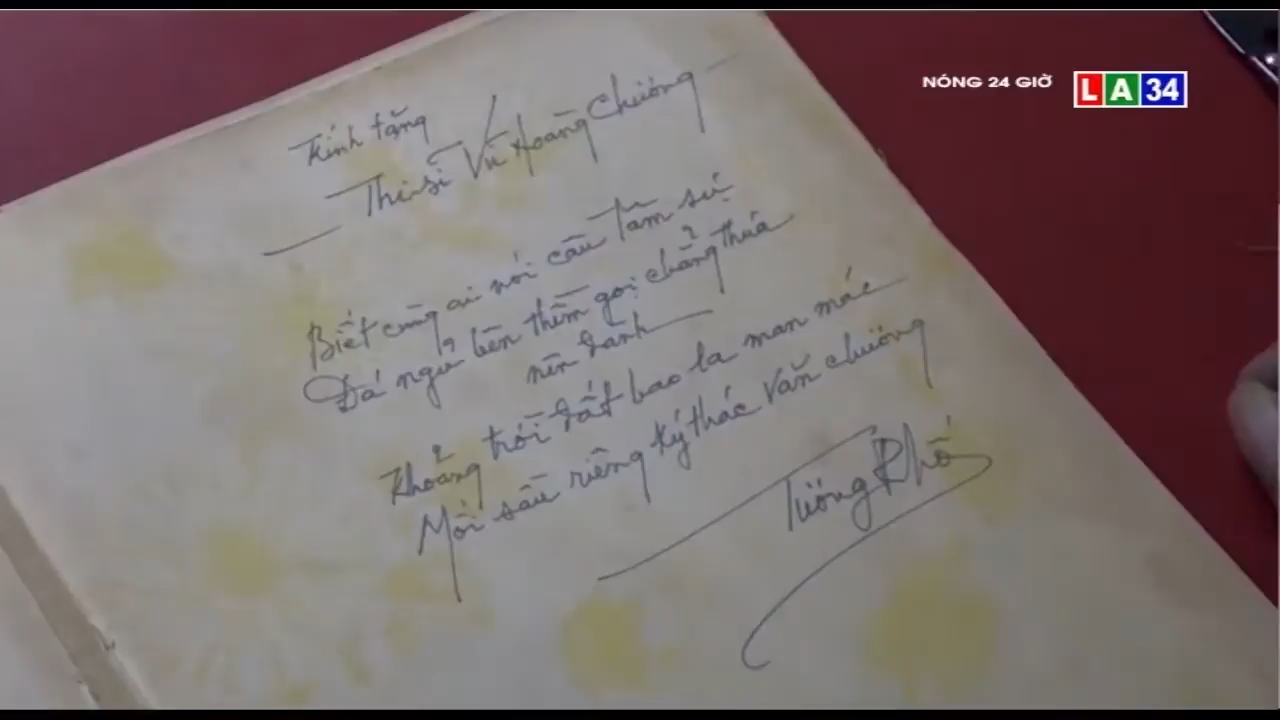 NÓNG 24 GIỜ LA34
Kính tặng
Thi-sĩ Vũ Hoàng Chương
Biết cùng ai nói câu tâm sự
Đá ngủ bên thềm gọi chẳng thưa
nên đành
Khoảng trời đất bao la man mác
Mối sầu riêng ký thác văn chương
Tường Khô